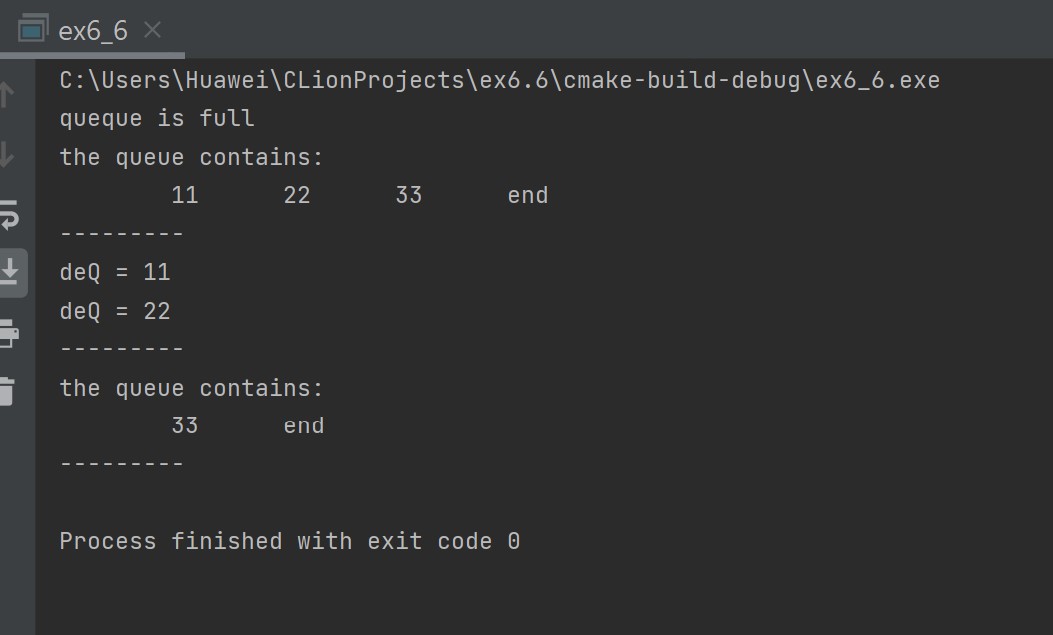 ex6_6
C:\Users\Huawei\CLionProjects\ex6.6\cmake-build-debug\ex6_6.exe
queque is full
the queue contains:
        11      22      33      end
---------
deQ = 11
deQ = 22
---------
the queue contains:
        33      end
---------
Process finished with exit code 0